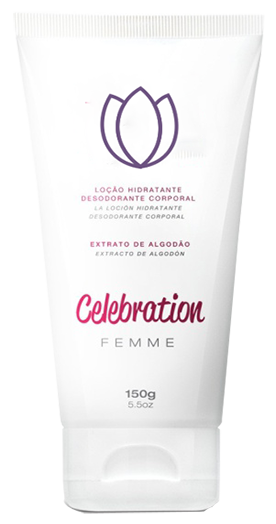 LOÇÃO HIDRATANTE
DESODORANTE CORPORAL
LA LOCIÓN HIDRATANTE
DESODORANTE CORPORAL
EXTRATO DE ALGODÃO
EXTRACTO DE ALGODÓN
Celebration
FEMME
150g
5.5oz